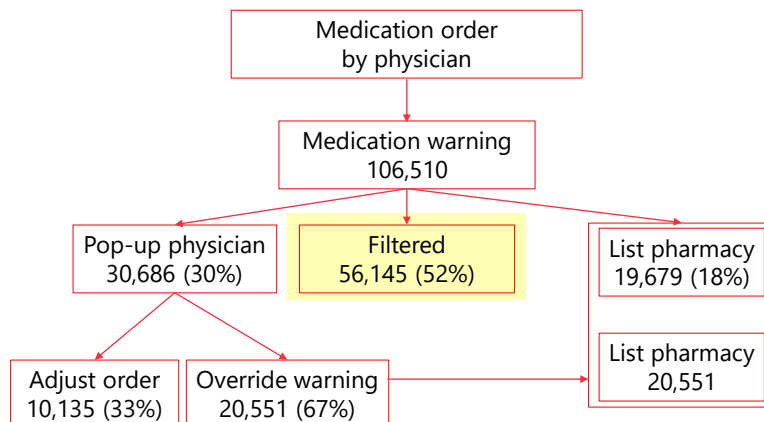 Medication order
by physician
Medication warning
106,510
Pop-up physician
30,686 (30%)
Filtered
56,145 (52%)
List pharmacy
19,679 (18%)
Adjust order
10,135 (33%)
Override warning
20,551 (67%)
List pharmacy
20,551